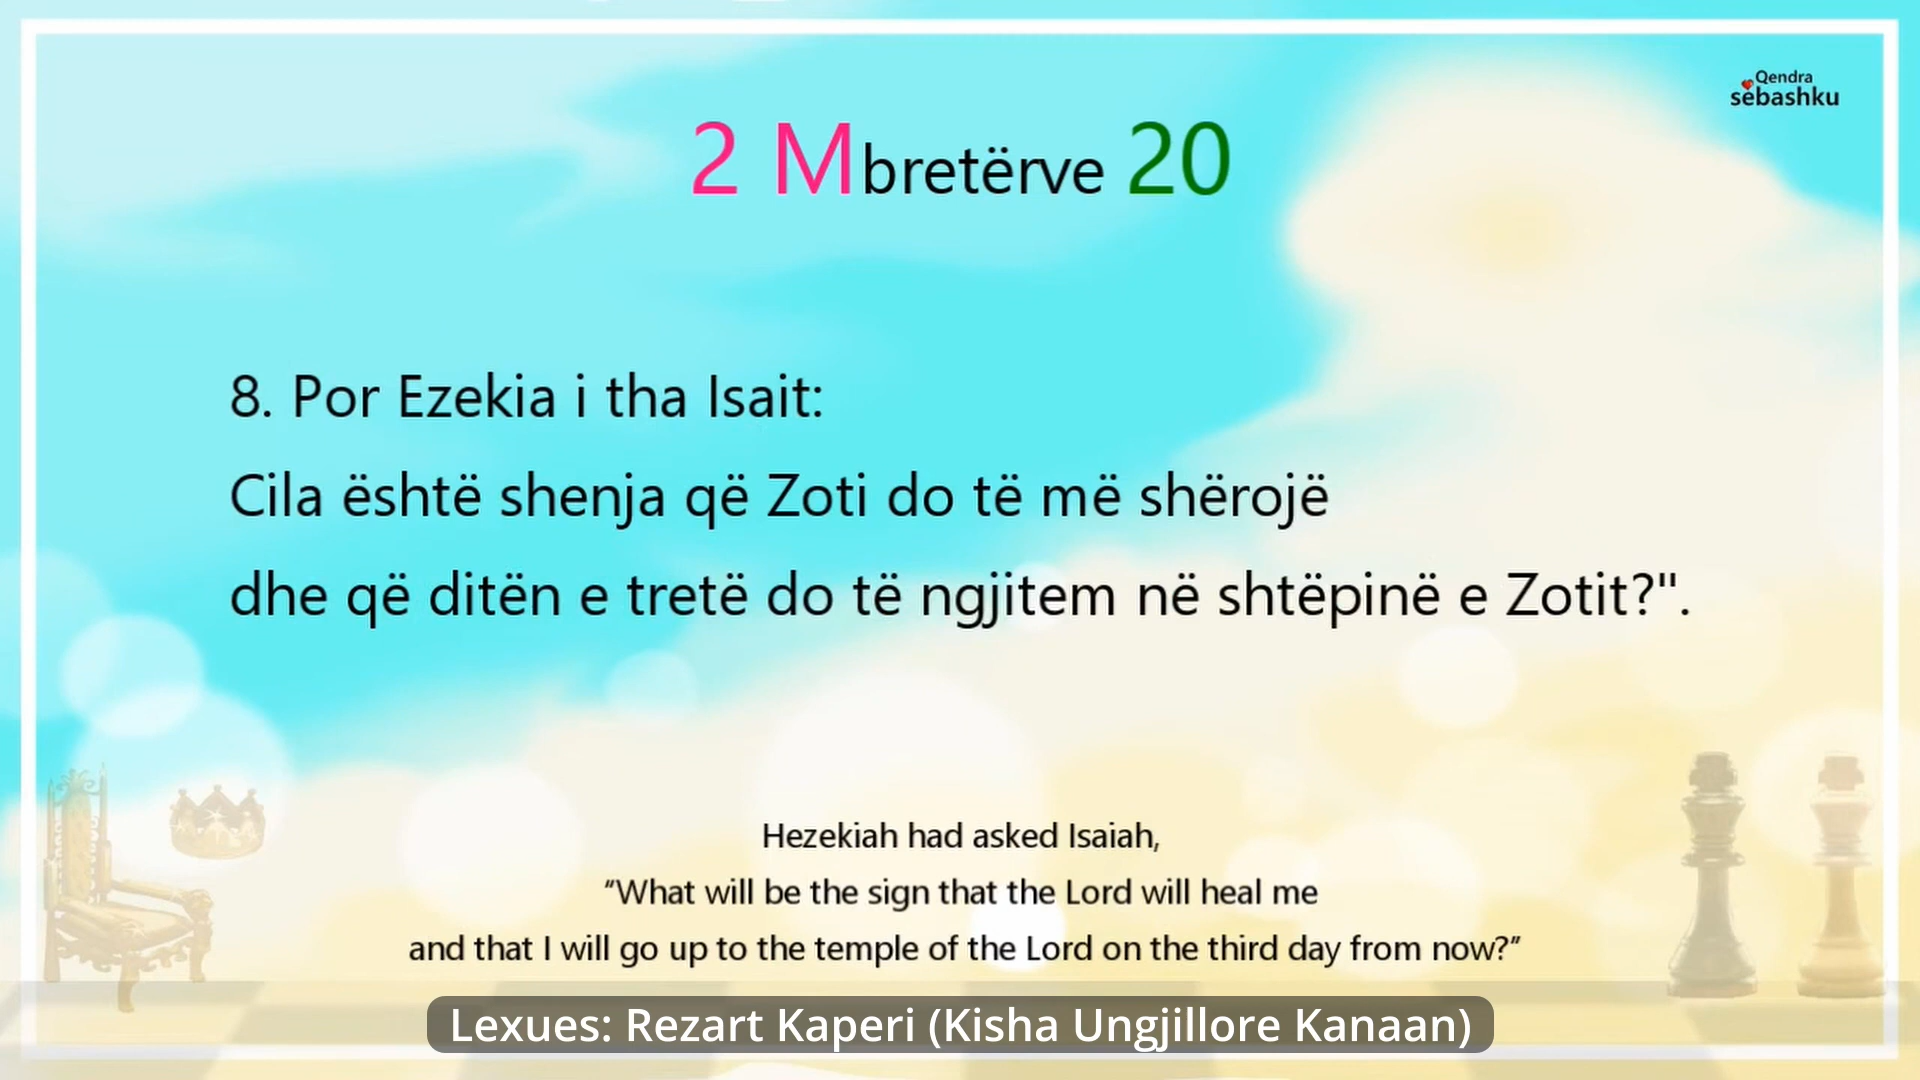 Qendra
sëbashku
2 Mbretërve 20
8. Por Ezekia i tha Isait:
Cila është shenja që Zoti do të më shërojë
dhe që ditën e tretë do të ngjitem në shtëpinë e Zotit?".
Hezekiah had asked Isaiah,
“What will be the sign that the Lord will heal me
and that I will go up to the temple of the Lord on the third day from now?”
Lexues: Rezart Kaperi (Kisha Ungjillore Kanaan)